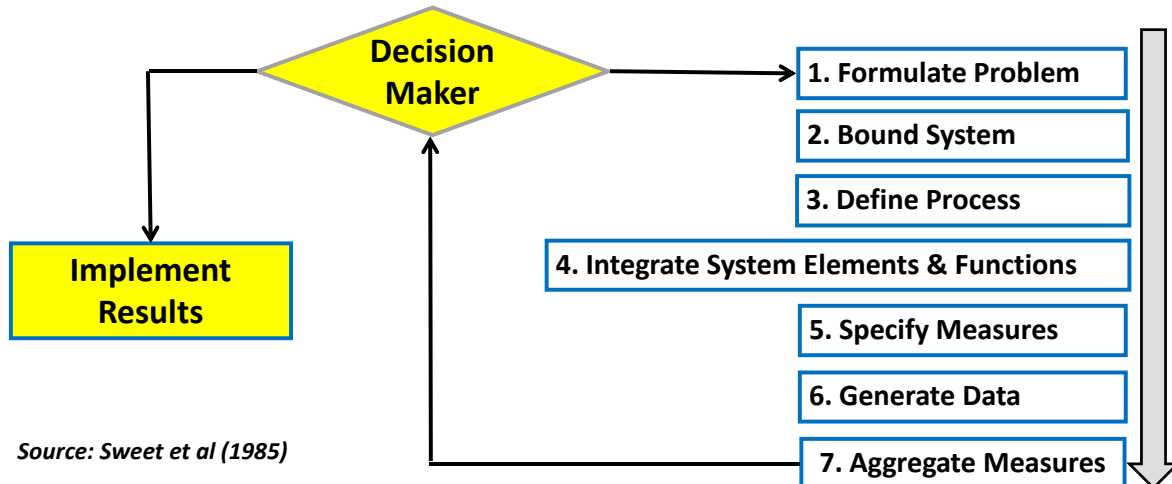 Decision
Maker
1. Formulate Problem
2. Bound System
3. Define Process
4. Integrate System Elements & Functions
5. Specify Measures
6. Generate Data
7. Aggregate Measures
Implement
Results
Source: Sweet et al (1985)